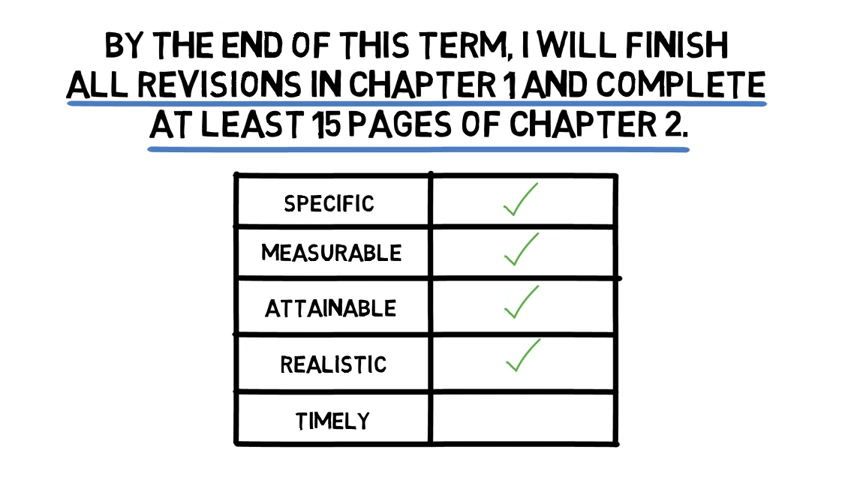 BY THE END OF THIS TERM, I WILL FINISH
ALL REVISIONS IN CHAPTER 1 AND COMPLETE
AT LEAST 15 PAGES OF CHAPTER 2.
SPECIFIC
MEASURABLE
ATTAINABLE
REALISTIC
TIMELY